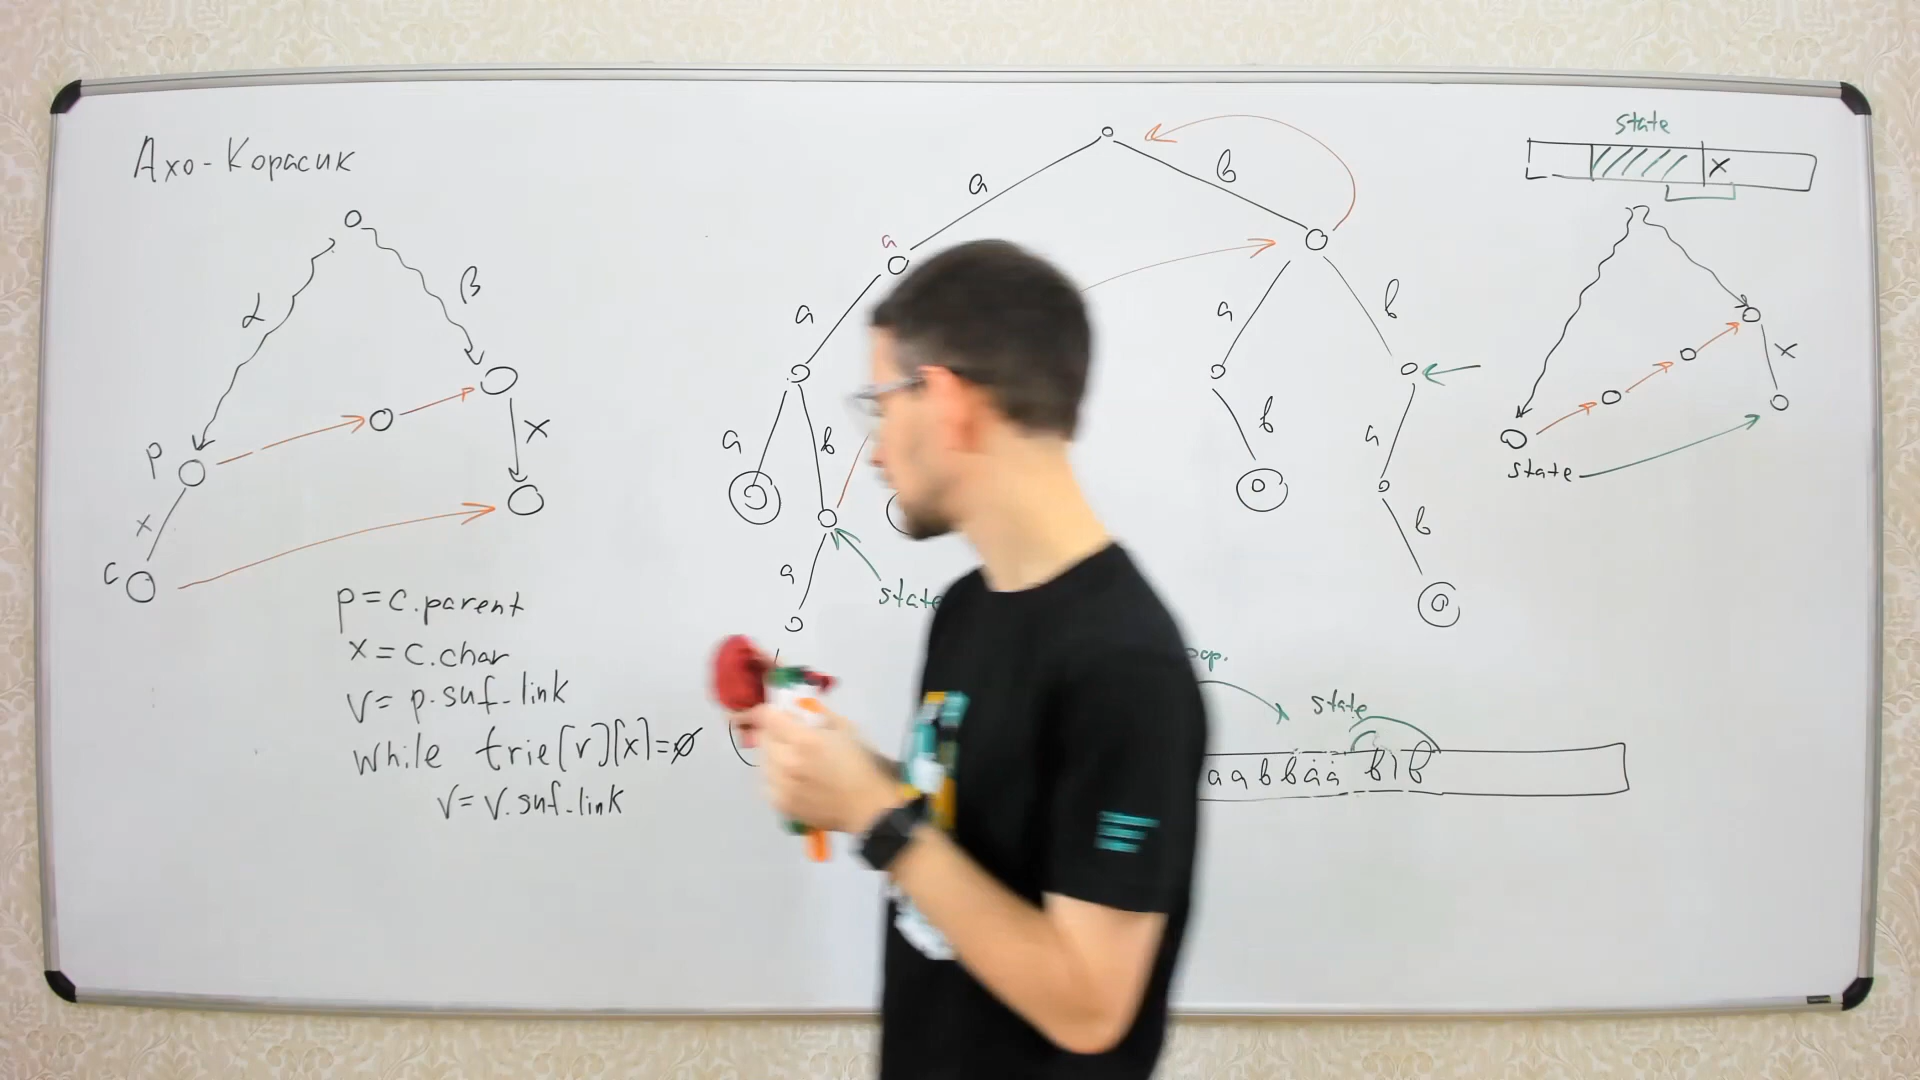 Ахо-Корасик
α
β
p
x
x
c
p = c.parent
x = c.char
v = p.suf_link
while trie[v][x] = ∅
v = v.suf_link
a
b
a
a
a
b
a
b
a
b
a
b
state
state
a a b b a a b b
state
x
x
state